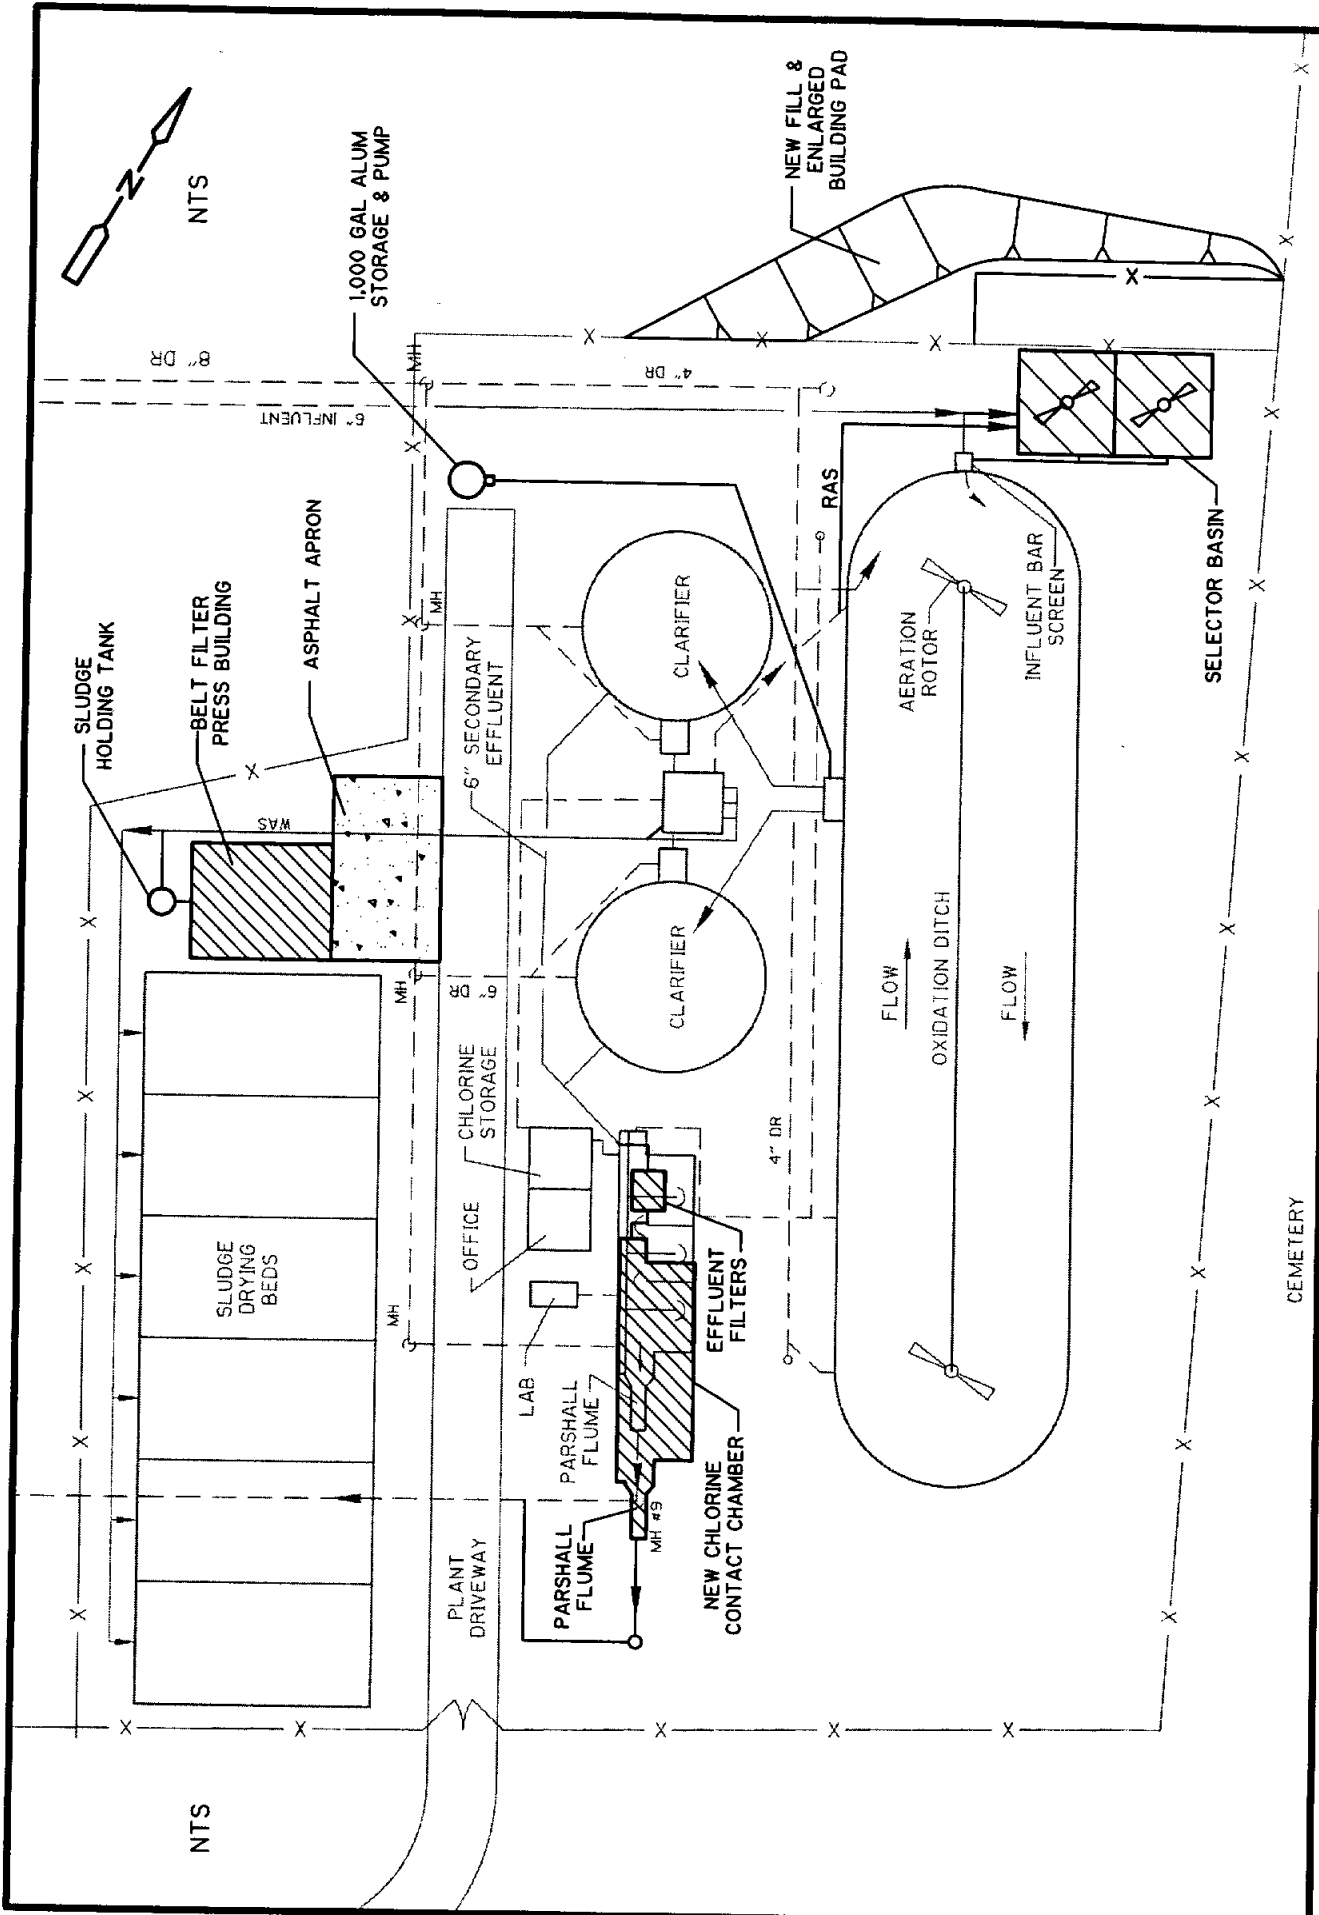 N
NTS
1,000 GAL ALUM
STORAGE & PUMP
NEW FILL &
ENLARGED
BUILDING PAD
8" DR
6" INFLUENT
MH
4" DR
SLUDGE
HOLDING TANK
BELT FILTER
PRESS BUILDING
ASPHALT APRON
MH
6" SECONDARY
EFFLUENT
CLARIFIER
RAS
AERATION
ROTOR
INFLUENT BAR
SCREEN
SELECTOR BASIN
WAS
MH
6" DR
CLARIFIER
FLOW
OXIDATION DITCH
FLOW
CHLORINE
STORAGE
OFFICE
4" DR
SLUDGE
DRYING
BEDS
MH
LAB
PARSHALL
FLUME
EFFLUENT
FILTERS
PARSHALL
FLUME
MH #9
NEW CHLORINE
CONTACT CHAMBER
PLANT
DRIVEWAY
CEMETERY
NTS